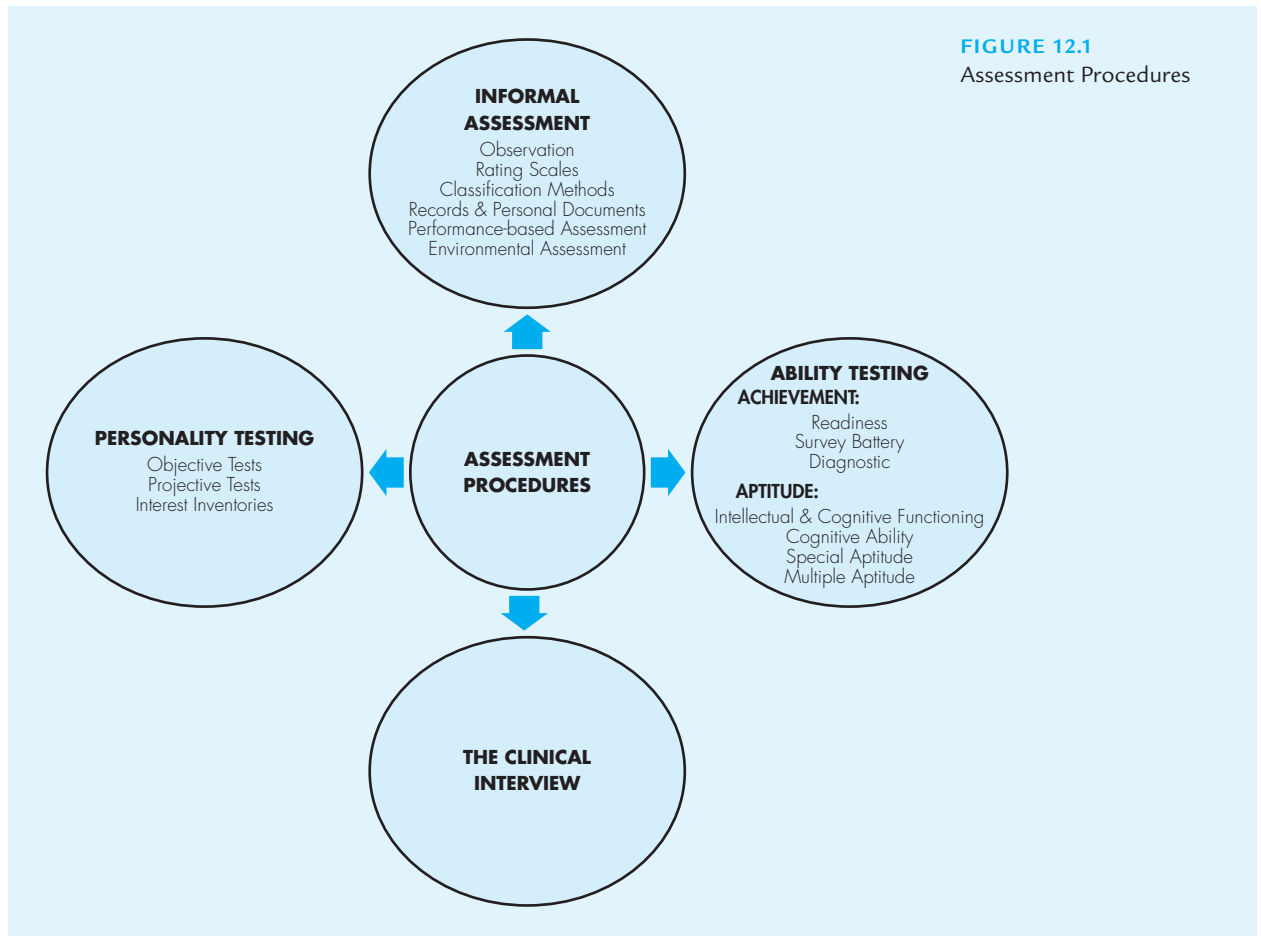 FIGURE 12.1
Assessment Procedures
INFORMAL
ASSESSMENT
Observation
Rating Scales
Classification Methods
Records & Personal Documents
Performance-based Assessment
Environmental Assessment
PERSONALITY TESTING
Objective Tests
Projective Tests
Interest Inventories
ASSESSMENT
PROCEDURES
ABILITY TESTING
ACHIEVEMENT:
Readiness
Survey Battery
Diagnostic
APTITUDE:
Intellectual & Cognitive Functioning
Cognitive Ability
Special Aptitude
Multiple Aptitude
THE CLINICAL
INTERVIEW